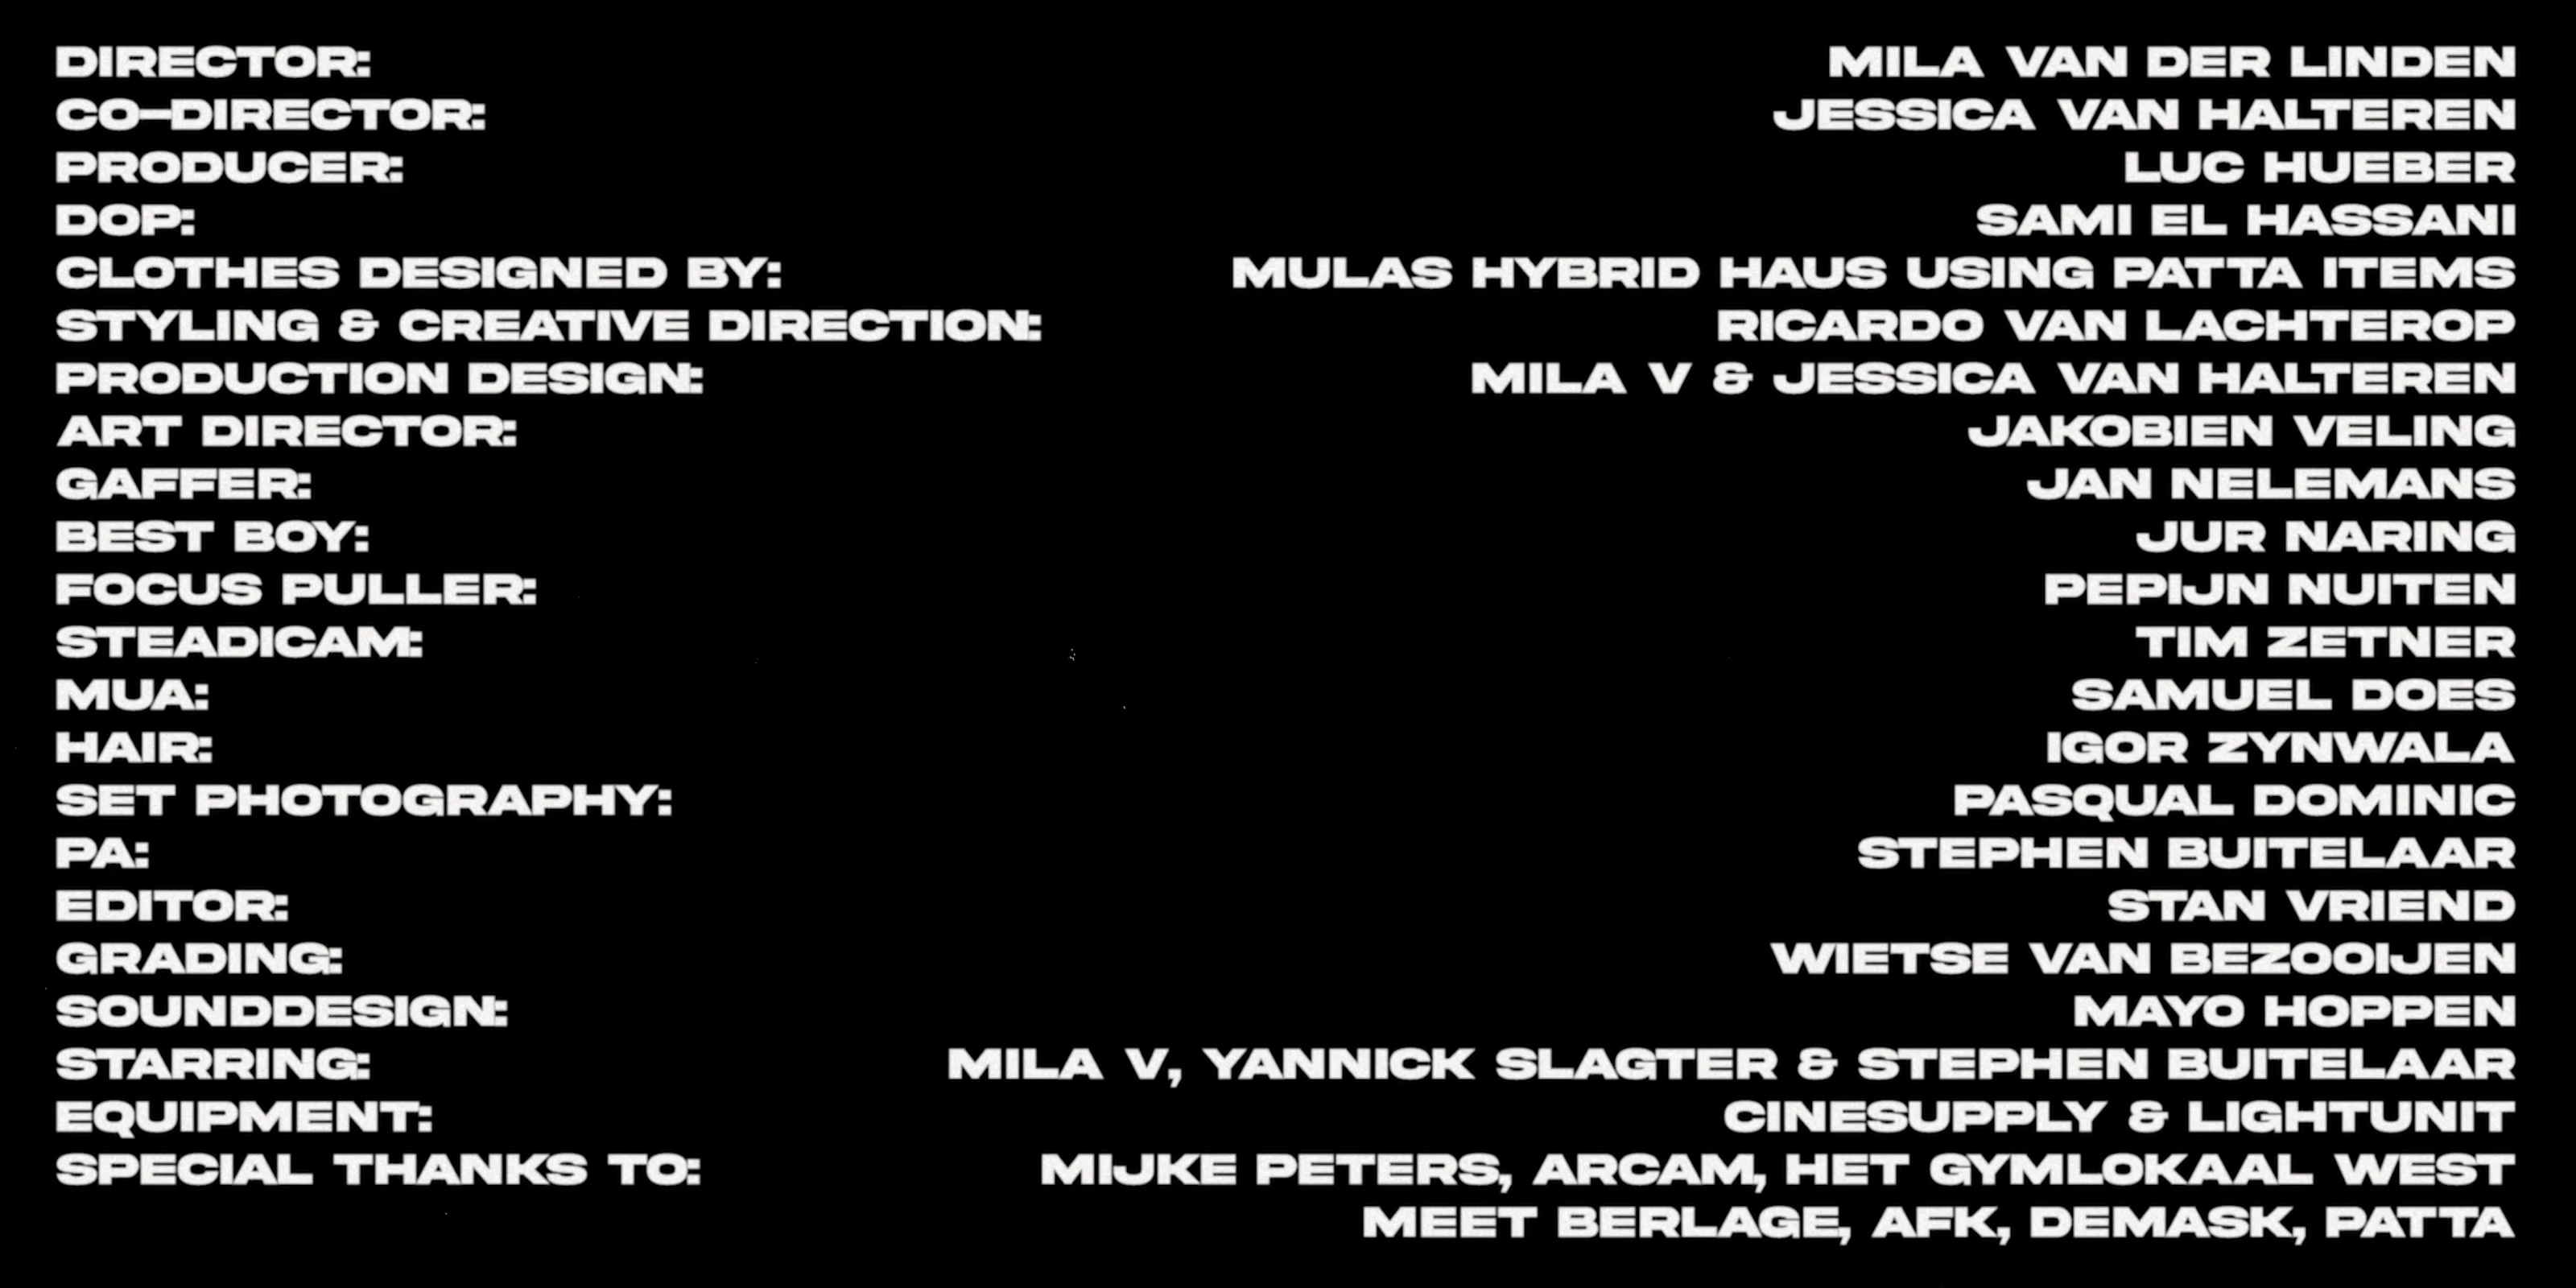 DIRECTOR: MILA VAN DER LINDEN
CO-DIRECTOR: JESSICA VAN HALTEREN
PRODUCER: LUC HUEBER
DOP: SAMI EL HASSANI
CLOTHES DESIGNED BY: MULAS HYBRID HAUS USING PATTA ITEMS
STYLING & CREATIVE DIRECTION: RICARDO VAN LACHTEROP
PRODUCTION DESIGN: MILA V & JESSICA VAN HALTEREN
ART DIRECTOR: JAKOBIEN VELING
GAFFER: JAN NELEMANS
BEST BOY: JUR NARING
FOCUS PULLER: PEPIJN NUITEN
STEADICAM: TIM ZETNER
MUA: SAMUEL DOES
HAIR: IGOR ZYNWALA
SET PHOTOGRAPHY: PASQUAL DOMINIC
PA: STEPHEN BUITELAAR
EDITOR: STAN VRIEND
GRADING: WIETSE VAN BEZOOIJEN
SOUNDDESIGN: MAYO HOPPEN
STARRING: MILA V, YANNICK SLAGTER & STEPHEN BUITELAAR
EQUIPMENT: CINESUPPLY & LIGHTUNIT
SPECIAL THANKS TO: MIJKE PETERS, ARCAM, HET GYMLOKAAL WEST
MEET BERLAGE, AFK, DEMASK, PATTA